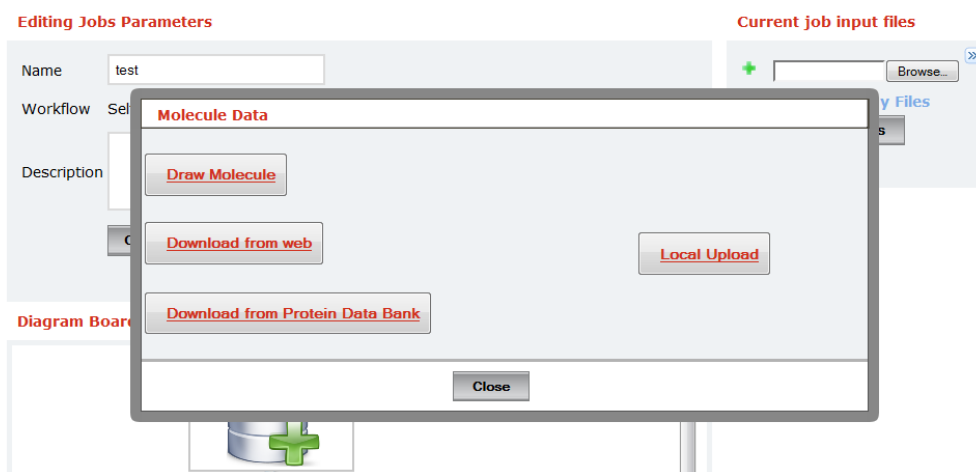 Editing Jobs Parameters
Current job input files
Name
test
Browse...
Workflow
y Files
Molecule Data
Description
Draw Molecule
Download from web
Local Upload
Download from Protein Data Bank
Diagram Boar
Close